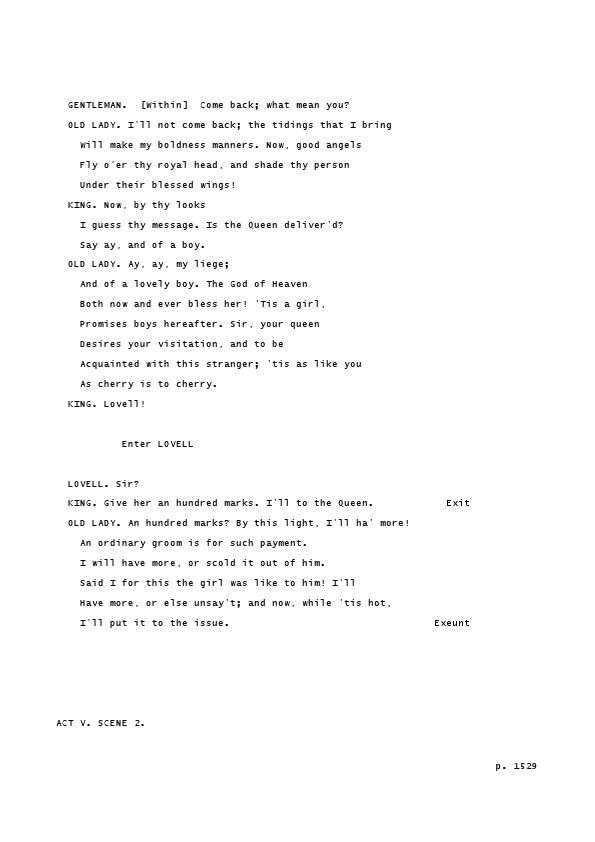 GENTLEMAN.  [Within]  Come back; what mean you?
OLD LADY. I'll not come back; the tidings that I bring
Will make my boldness manners. Now, good angels
Fly o'er thy royal head, and shade thy person
Under their blessed wings!
KING. Now, by thy looks
I guess thy message. Is the Queen deliver'd?
Say ay, and of a boy.
OLD LADY. Ay, ay, my liege;
And of a lovely boy. The God of Heaven
Both now and ever bless her! 'Tis a girl,
Promises boys hereafter. Sir, your queen
Desires your visitation, and to be
Acquainted with this stranger; 'tis as like you
As cherry is to cherry.
KING. Lovell!
Enter LOVELL
LOVELL. Sir?
KING. Give her an hundred marks. I'll to the Queen. Exit
OLD LADY. An hundred marks? By this light, I'll ha' more!
An ordinary groom is for such payment.
I will have more, or scold it out of him.
Said I for this the girl was like to him! I'll
Have more, or else unsay't; and now, while 'tis hot,
I'll put it to the issue. Exeunt
ACT V. SCENE 2.
p. 1529